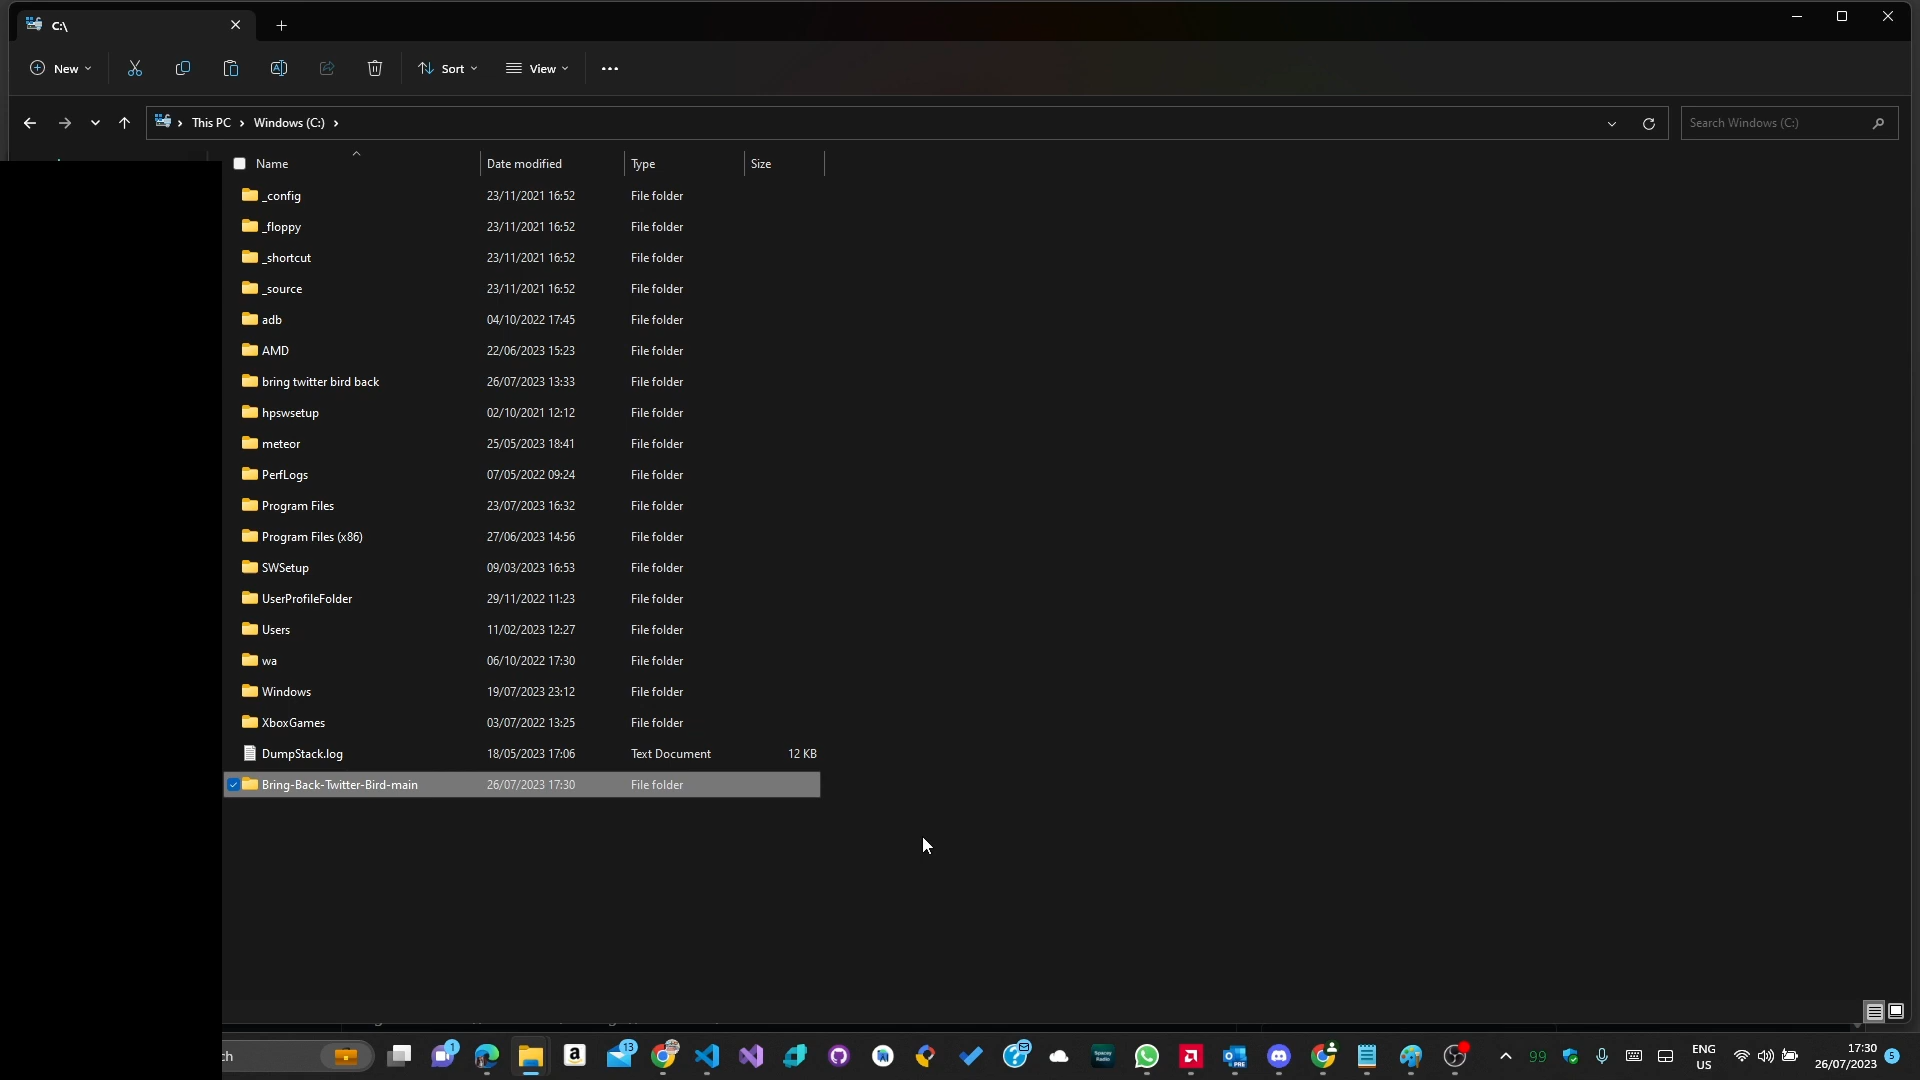 C:\
New
Sort
View
This PC
Windows (C:)
Search Windows (C:)
Name Date modified Type Size
_config 23/11/2021 16:52 File folder
_floppy 23/11/2021 16:52 File folder
_shortcut 23/11/2021 16:52 File folder
_source 23/11/2021 16:52 File folder
adb 04/10/2022 17:45 File folder
AMD 22/06/2023 15:23 File folder
bring twitter bird back 26/07/2023 13:33 File folder
hpswsetup 02/10/2021 12:12 File folder
meteor 25/05/2023 18:41 File folder
PerfLogs 07/05/2022 09:24 File folder
Program Files 23/07/2023 16:32 File folder
Program Files (x86) 27/06/2023 14:56 File folder
SWSetup 09/03/2023 16:53 File folder
UserProfileFolder 29/11/2022 11:23 File folder
Users 11/02/2023 12:27 File folder
wa 06/10/2022 17:30 File folder
Windows 19/07/2023 23:12 File folder
XboxGames 03/07/2022 13:25 File folder
DumpStack.log 18/05/2023 17:06 Text Document 12 KB
Bring-Back-Twitter-Bird-main 26/07/2023 17:30 File folder
ch
1
a
13
Spacey Radio
PRE
99
ENG
US
17:30
26/07/2023
5